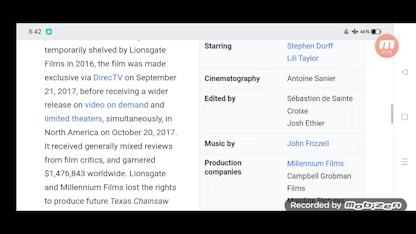 8:42
46%
temporarily shelved by Lionsgate
Films in 2016, the film was made
exclusive via DirecTV on September
21, 2017, before receiving a wider
release on video on demand and
limited theaters, simultaneously, in
North America on October 20, 2017.
It received generally mixed reviews
from film critics, and garnered
$1,476,843 worldwide. Lionsgate
and Millennium Films lost the rights
to produce future Texas Chainsaw
Starring
Stephen Dorff
Lili Taylor
Cinematography
Antoine Sanier
Edited by
Sébastien de Sainte
Croixe
Josh Ethier
Music by
John Frizzell
Production
companies
Millennium Films
Campbell Grobman
Films
Recorded by mobizen